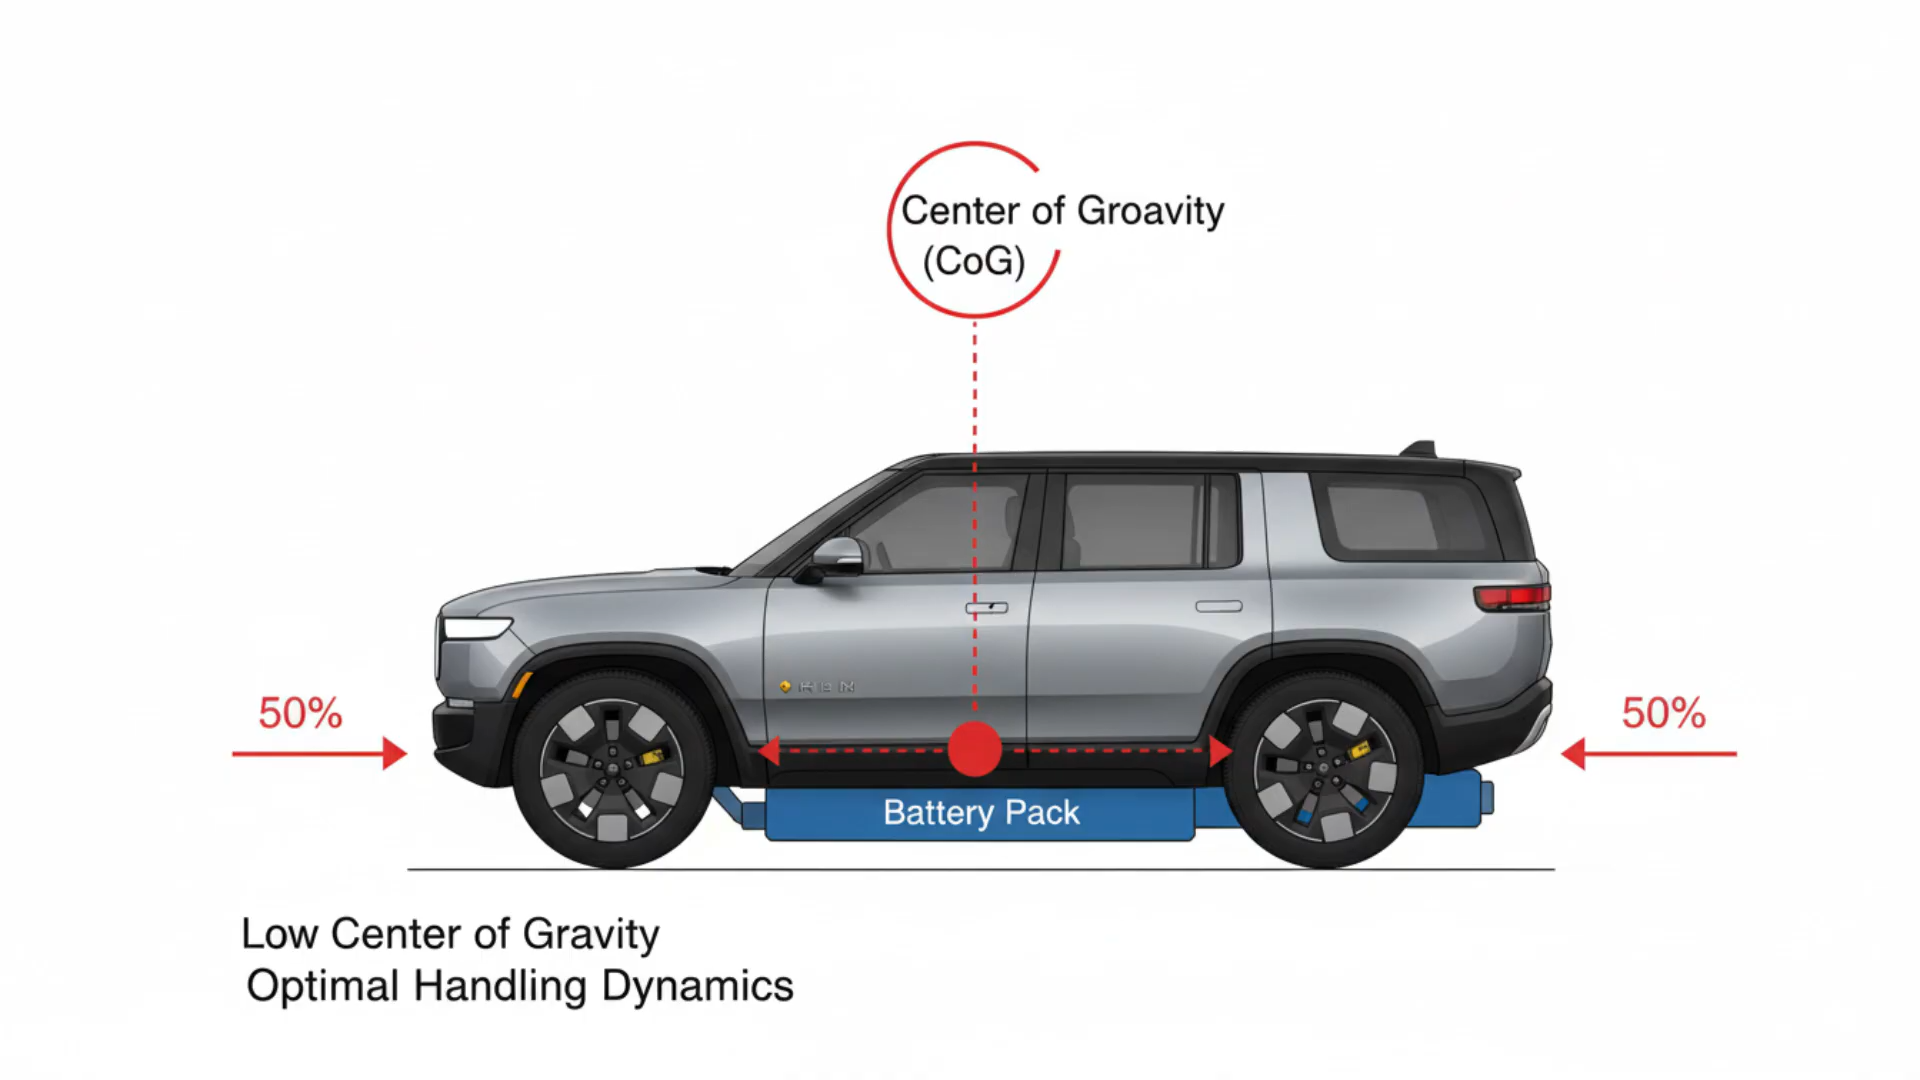 Center of Groavity
(CoG)
50%
50%
Battery Pack
Low Center of Gravity
Optimal Handling Dynamics